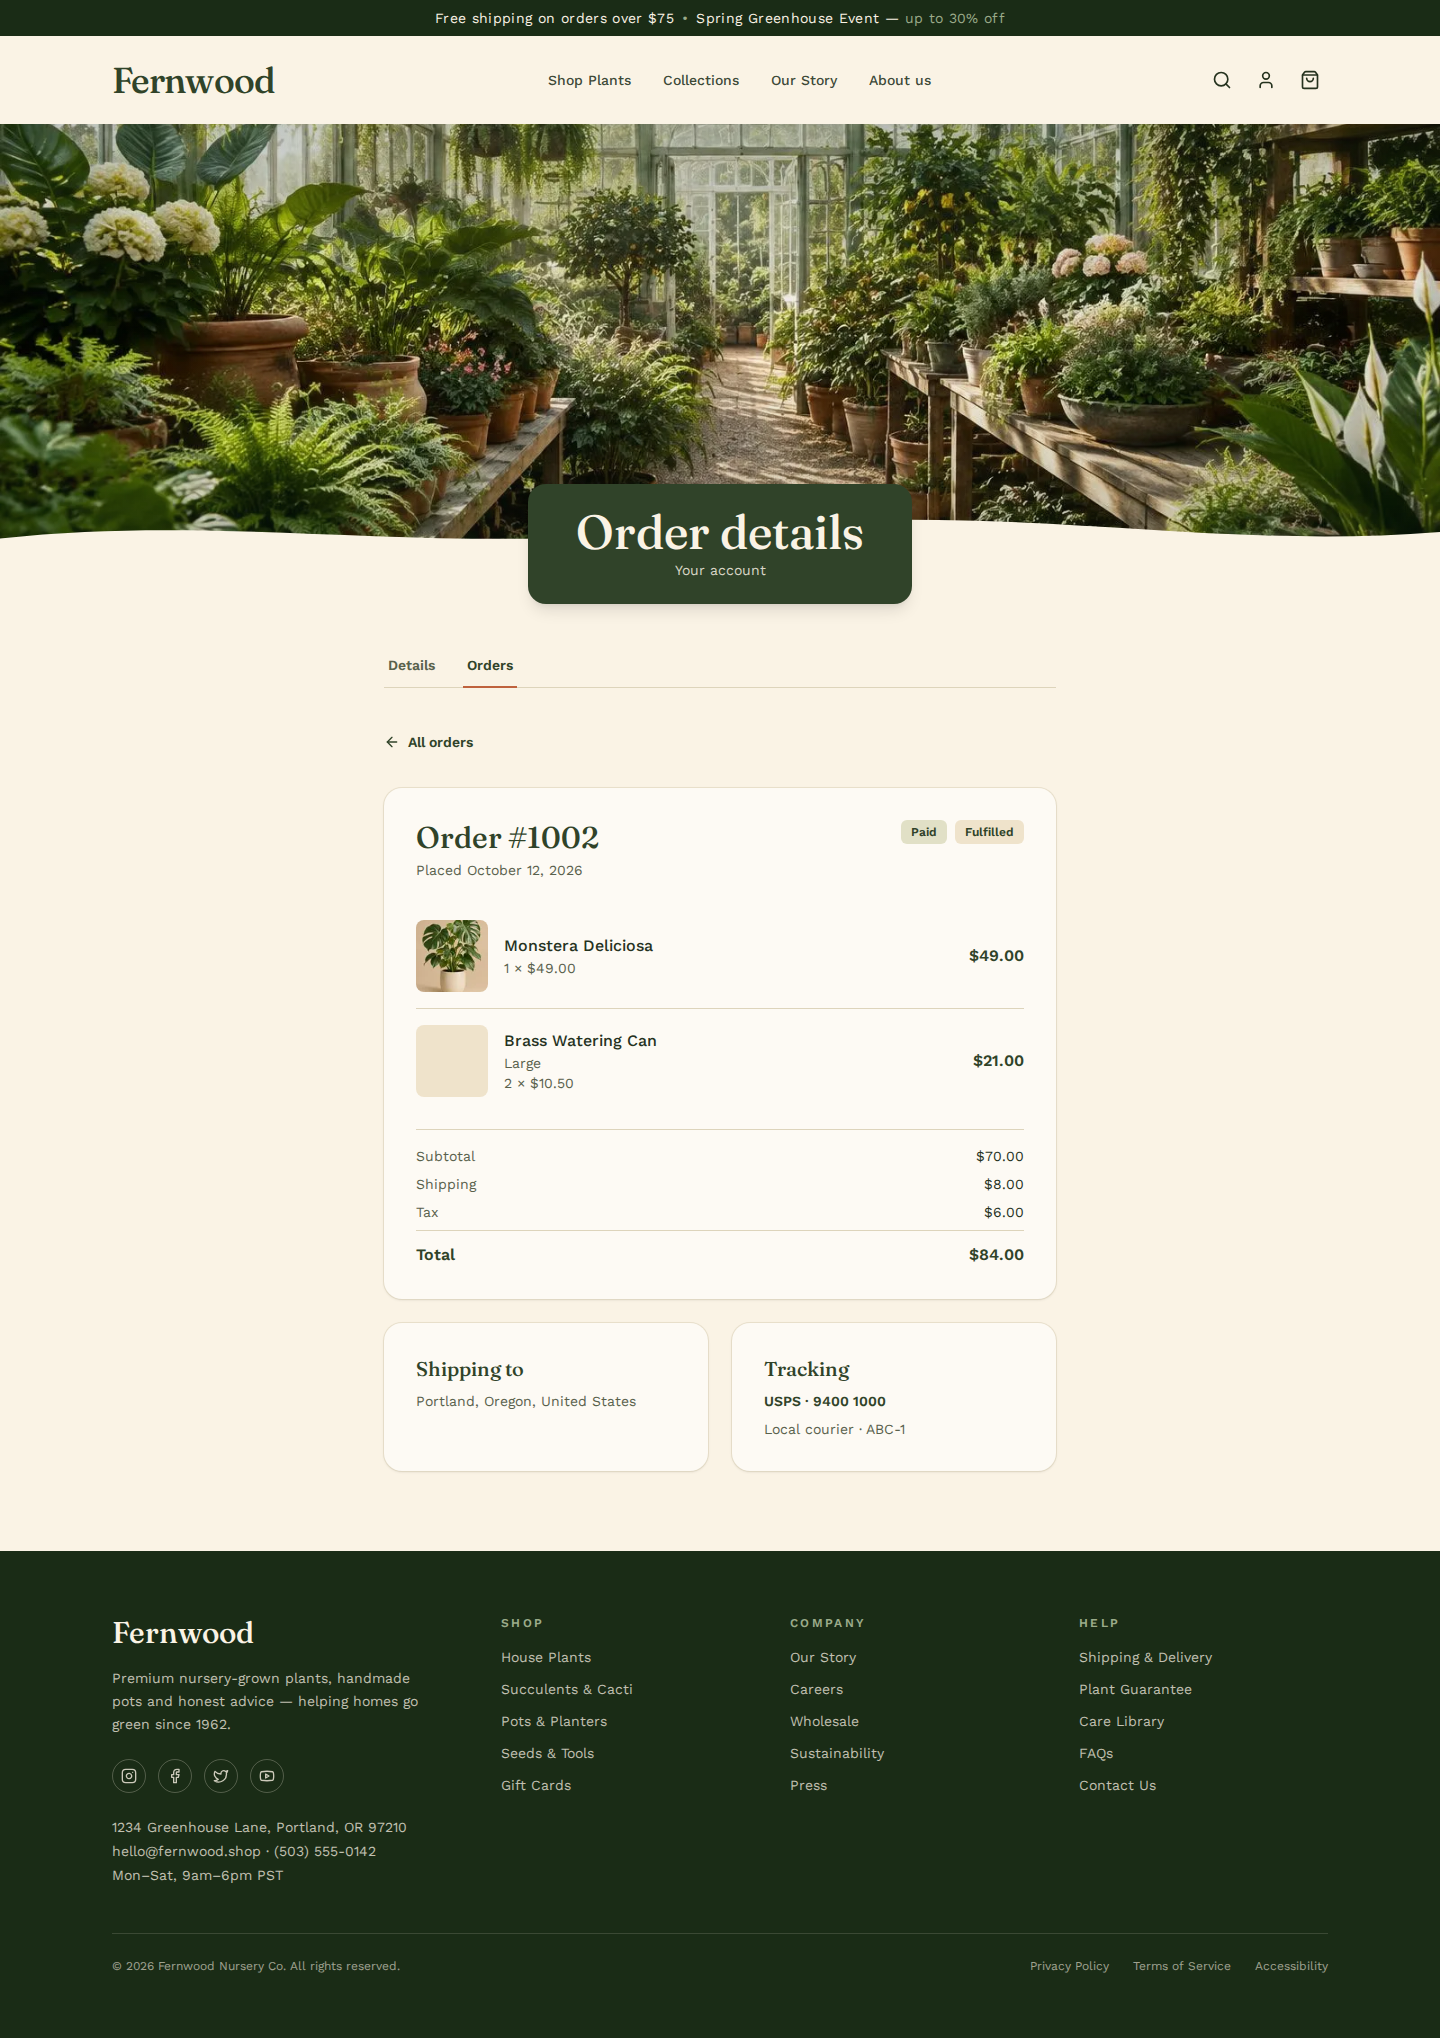 Free shipping on orders over $75 • Spring Greenhouse Event — up to 30% off
Fernwood
Shop Plants
Collections
Our Story
About us
Order details
Your account
Details
Orders
All orders
Order #1002
Paid
Fulfilled
Placed October 12, 2026
Monstera Deliciosa
1 × $49.00
$49.00
Brass Watering Can
Large
2 × $10.50
$21.00
Subtotal
$70.00
Shipping
$8.00
Tax
$6.00
Total
$84.00
Shipping to
Portland, Oregon, United States
Tracking
USPS · 9400 1000
Local courier · ABC-1
Fernwood
Premium nursery-grown plants, handmade
pots and honest advice — helping homes go
green since 1962.
1234 Greenhouse Lane, Portland, OR 97210
hello@fernwood.shop · (503) 555-0142
Mon–Sat, 9am–6pm PST
SHOP
House Plants
Succulents & Cacti
Pots & Planters
Seeds & Tools
Gift Cards
COMPANY
Our Story
Careers
Wholesale
Sustainability
Press
HELP
Shipping & Delivery
Plant Guarantee
Care Library
FAQs
Contact Us
© 2026 Fernwood Nursery Co. All rights reserved.
Privacy Policy
Terms of Service
Accessibility